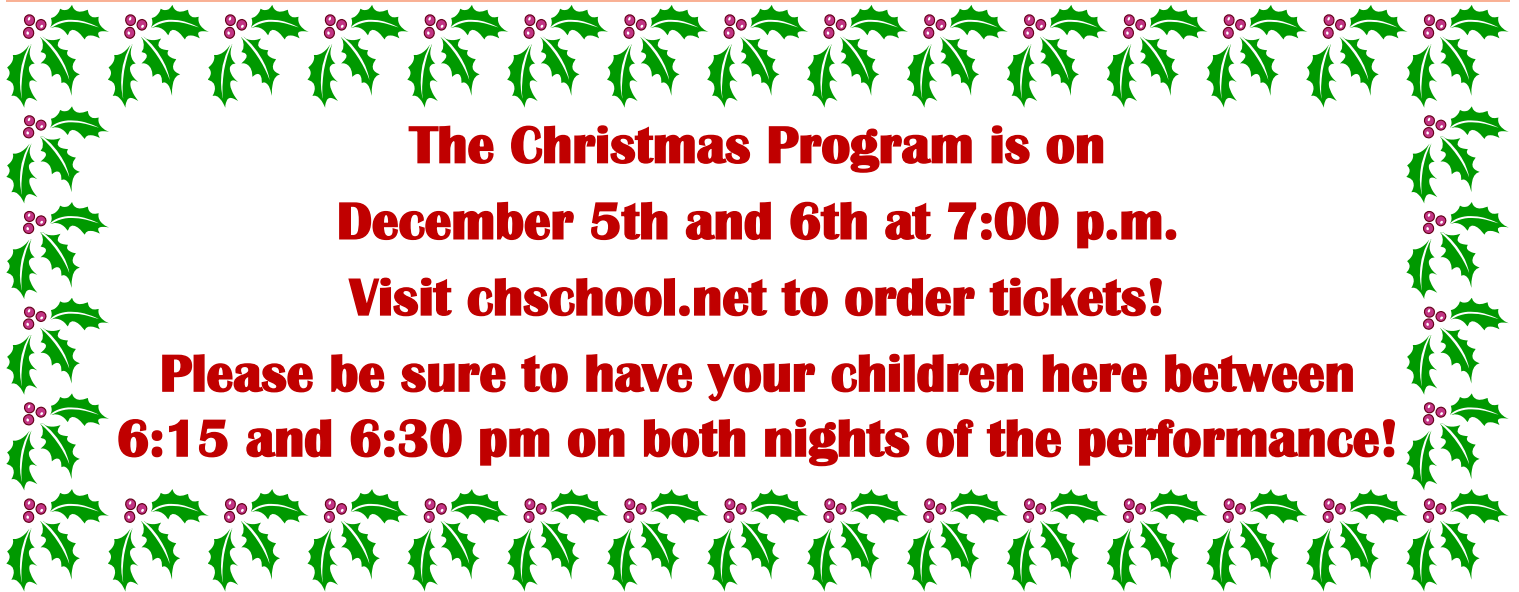 The Christmas Program is on
December 5th and 6th at 7:00 p.m.
Visit chschool.net to order tickets!
Please be sure to have your children here between
6:15 and 6:30 pm on both nights of the performance!